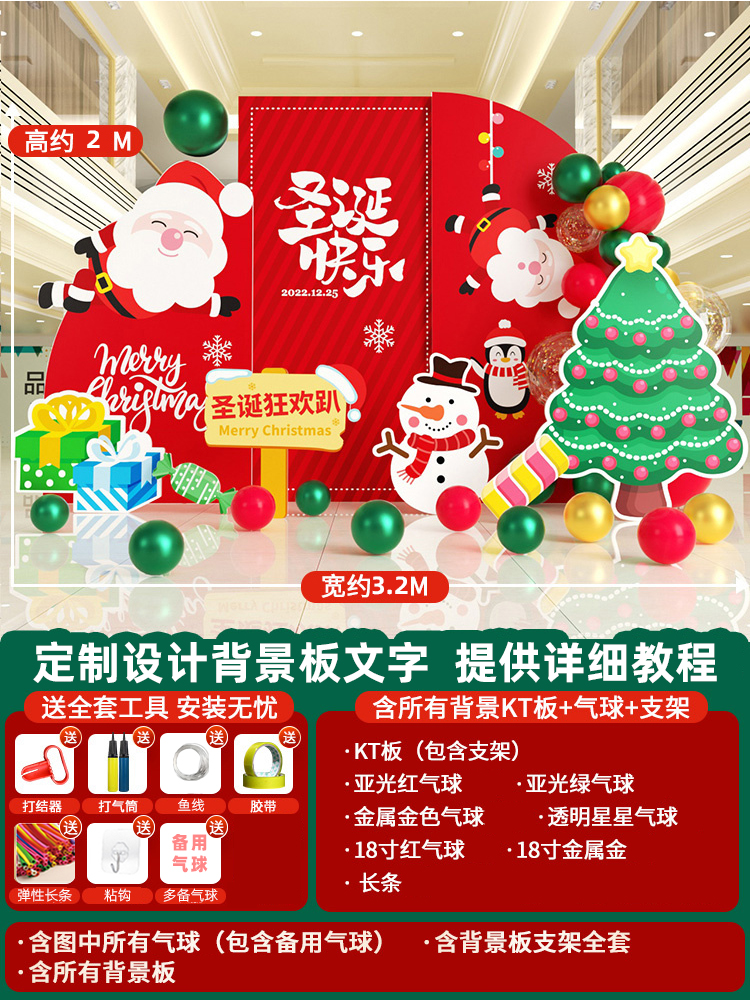 高约 2 M
圣诞
快乐
2022.12.25
Merry
Christmas
品
圣诞狂欢趴
Merry Christmas
宽约3.2M
定制设计背景板文字 提供详细教程
送全套工具 安装无忧
送
送
送
送
打结器
打气筒
鱼线
胶带
送
送
送
备用
气球
弹性长条
粘钩
多备气球
含所有背景KT板+气球+支架
·KT板（包含支架）
·亚光红气球 ·亚光绿气球
·金属金色气球 ·透明星星气球
·18寸红气球 ·18寸金属金
·长条
·含图中所有气球（包含备用气球） ·含背景板支架全套
·含所有背景板